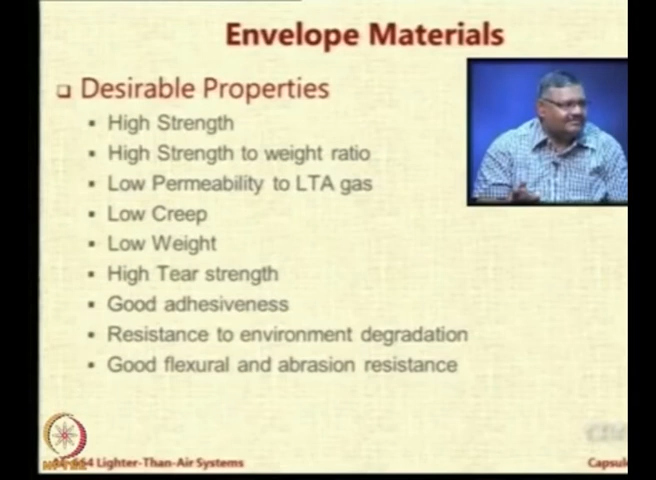 Envelope Materials
Desirable Properties
High Strength
High Strength to weight ratio
Low Permeability to LTA gas
Low Creep
Low Weight
High Tear strength
Good adhesiveness
Resistance to environment degradation
Good flexural and abrasion resistance
Lighter-Than-Air Systems
Capsul